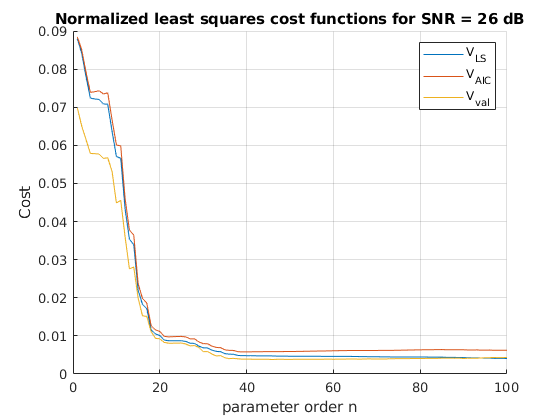 Normalized least squares cost functions for SNR = 26 dB
0.09
0.08
0.07
0.06
0.05
0.04
0.03
0.02
0.01
0
Cost
V_LS
V_AIC
V_val
0 20 40 60 80 100
parameter order n